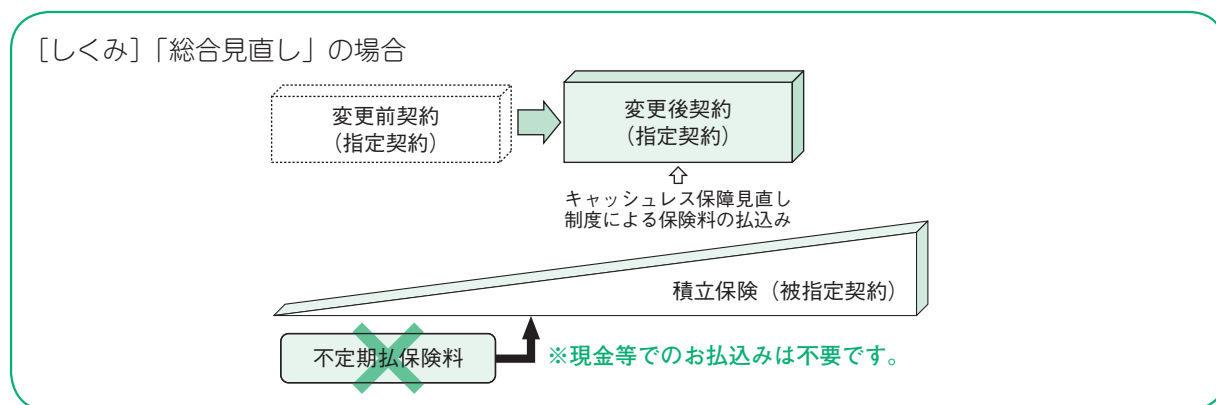 ［しくみ］「総合見直し」の場合
変更前契約
（指定契約）
変更後契約
（指定契約）
キャッシュレス保障見直し
制度による保険料の払込み
積立保険（被指定契約）
不定期払保険料
※現金等でのお払込みは不要です。